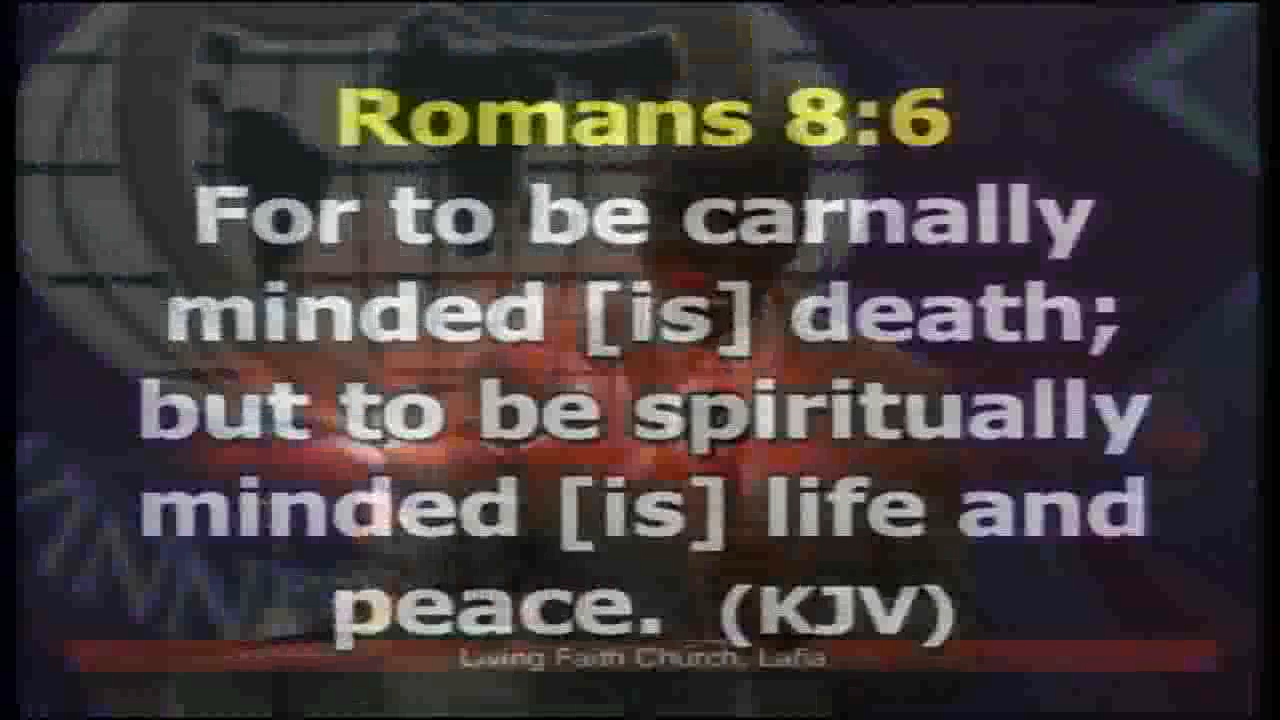 Romans 8:6
For to be carnally
minded [is] death;
but to be spiritually
minded [is] life and
peace. (KJV)
Living Faith Church, Lafia